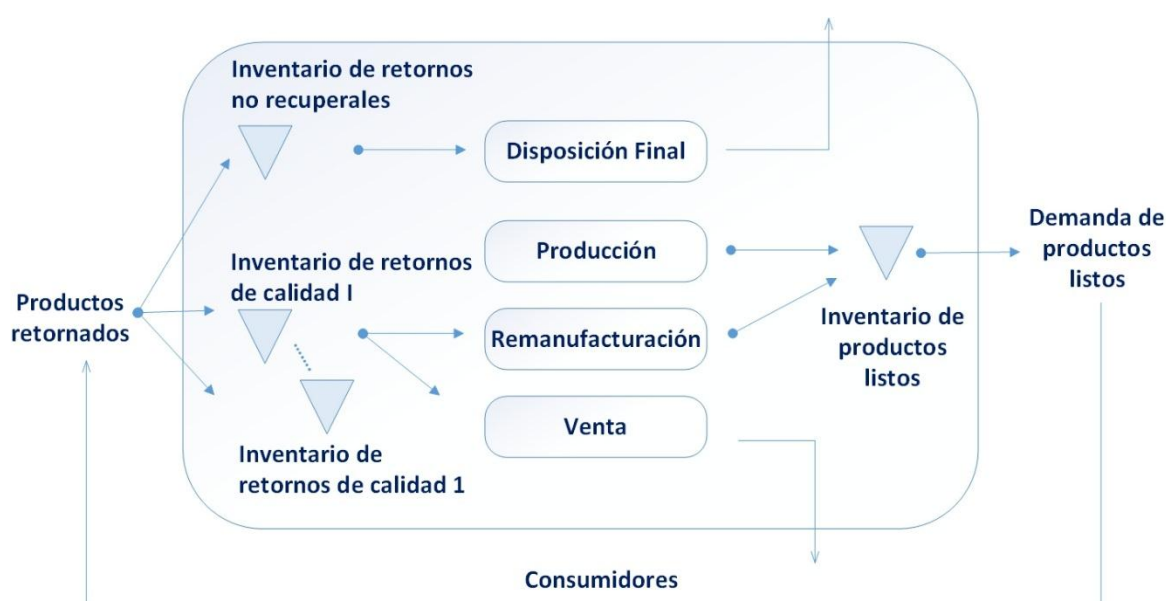 Inventario de retornos
no recuperales
Disposición Final
Producción
Demanda de
productos
listos
Inventario de retornos
de calidad I
Productos
retornados
Remanufacturación
Inventario de
productos
listos
Venta
Inventario de
retornos de calidad 1
Consumidores